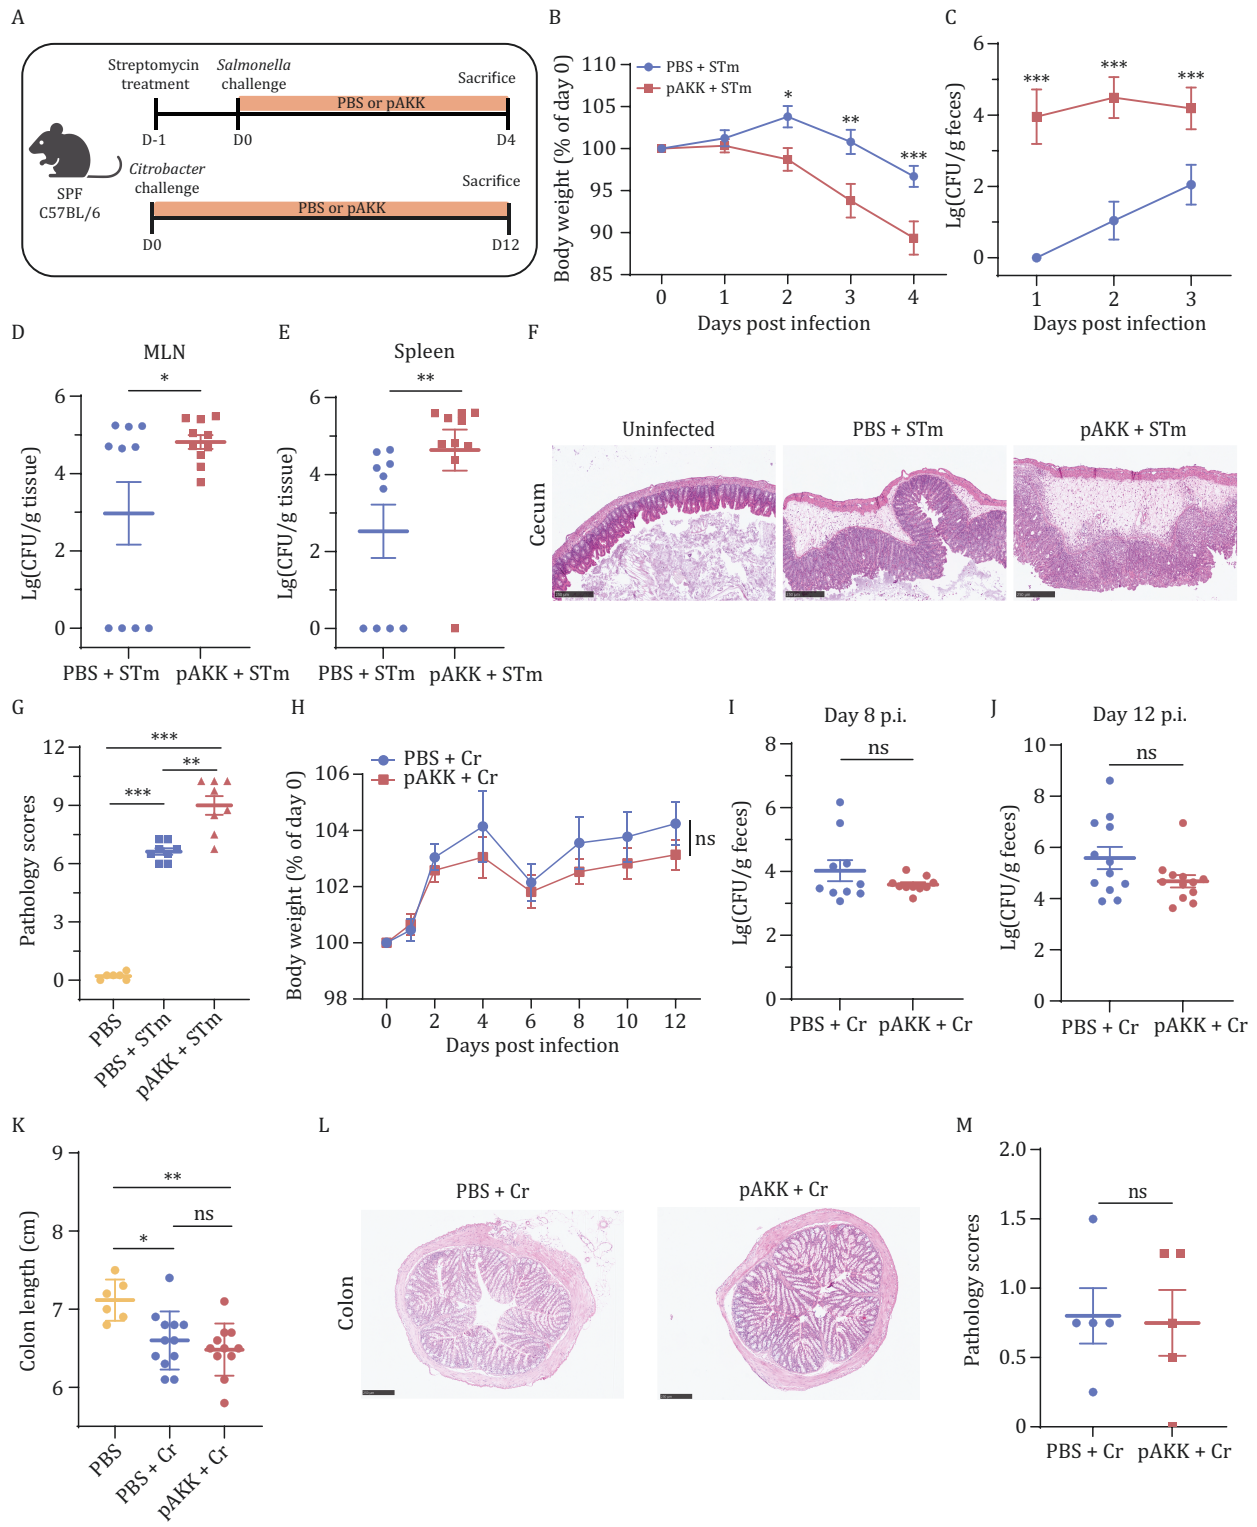 A
Streptomycin
treatment
Salmonella
challenge
Sacrifice
PBS or pAKK
D-1
D0
D4
SPF
C57BL/6
Citrobacter
challenge
Sacrifice
PBS or pAKK
D0
D12
B
Body weight (% of day 0)
110
105
100
95
90
85
PBS + STm
pAKK + STm
*
**
***
0 1 2 3 4
Days post infection
C
Lg(CFU/g feces)
6
4
2
0
*** *** ***
1 2 3
Days post infection
D
MLN
*
Lg(CFU/g tissue)
6
4
2
0
PBS + STm pAKK + STm
E
Spleen
**
Lg(CFU/g tissue)
6
4
2
0
PBS + STm pAKK + STm
F
Uninfected PBS + STm pAKK + STm
Cecum
G
Pathology scores
12
9
6
3
0
***
**
***
PBS
PBS + STm
pAKK + STm
H
Body weight (% of day 0)
106
104
102
100
98
PBS + Cr
pAKK + Cr
ns
0 2 4 6 8 10 12
Days post infection
I
Day 8 p.i.
ns
Lg(CFU/g feces)
8
6
4
2
0
PBS + Cr pAKK + Cr
J
Day 12 p.i.
ns
Lg(CFU/g feces)
10
8
6
4
2
0
PBS + Cr pAKK + Cr
K
Colon length (cm)
9
8
7
6
**
ns
*
PBS
PBS + Cr
pAKK + Cr
L
PBS + Cr pAKK + Cr
Colon
M
Pathology scores
2.0
1.5
1.0
0.5
0
ns
PBS + Cr pAKK + Cr